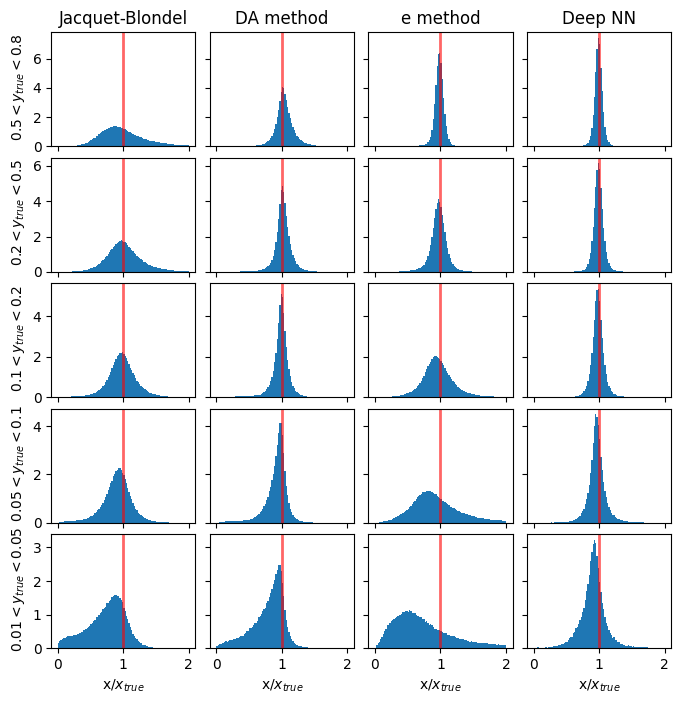 Jacquet-Blondel DA method e method Deep NN
0.5 < y_true < 0.8
6
4
2
0
0.2 < y_true < 0.5
6
4
2
0
0.1 < y_true < 0.2
4
2
0
0.05 < y_true < 0.1
4
2
0
0.01 < y_true < 0.05
3
2
1
0
0 1 2 0 1 2 0 1 2 0 1 2
x/x_true x/x_true x/x_true x/x_true